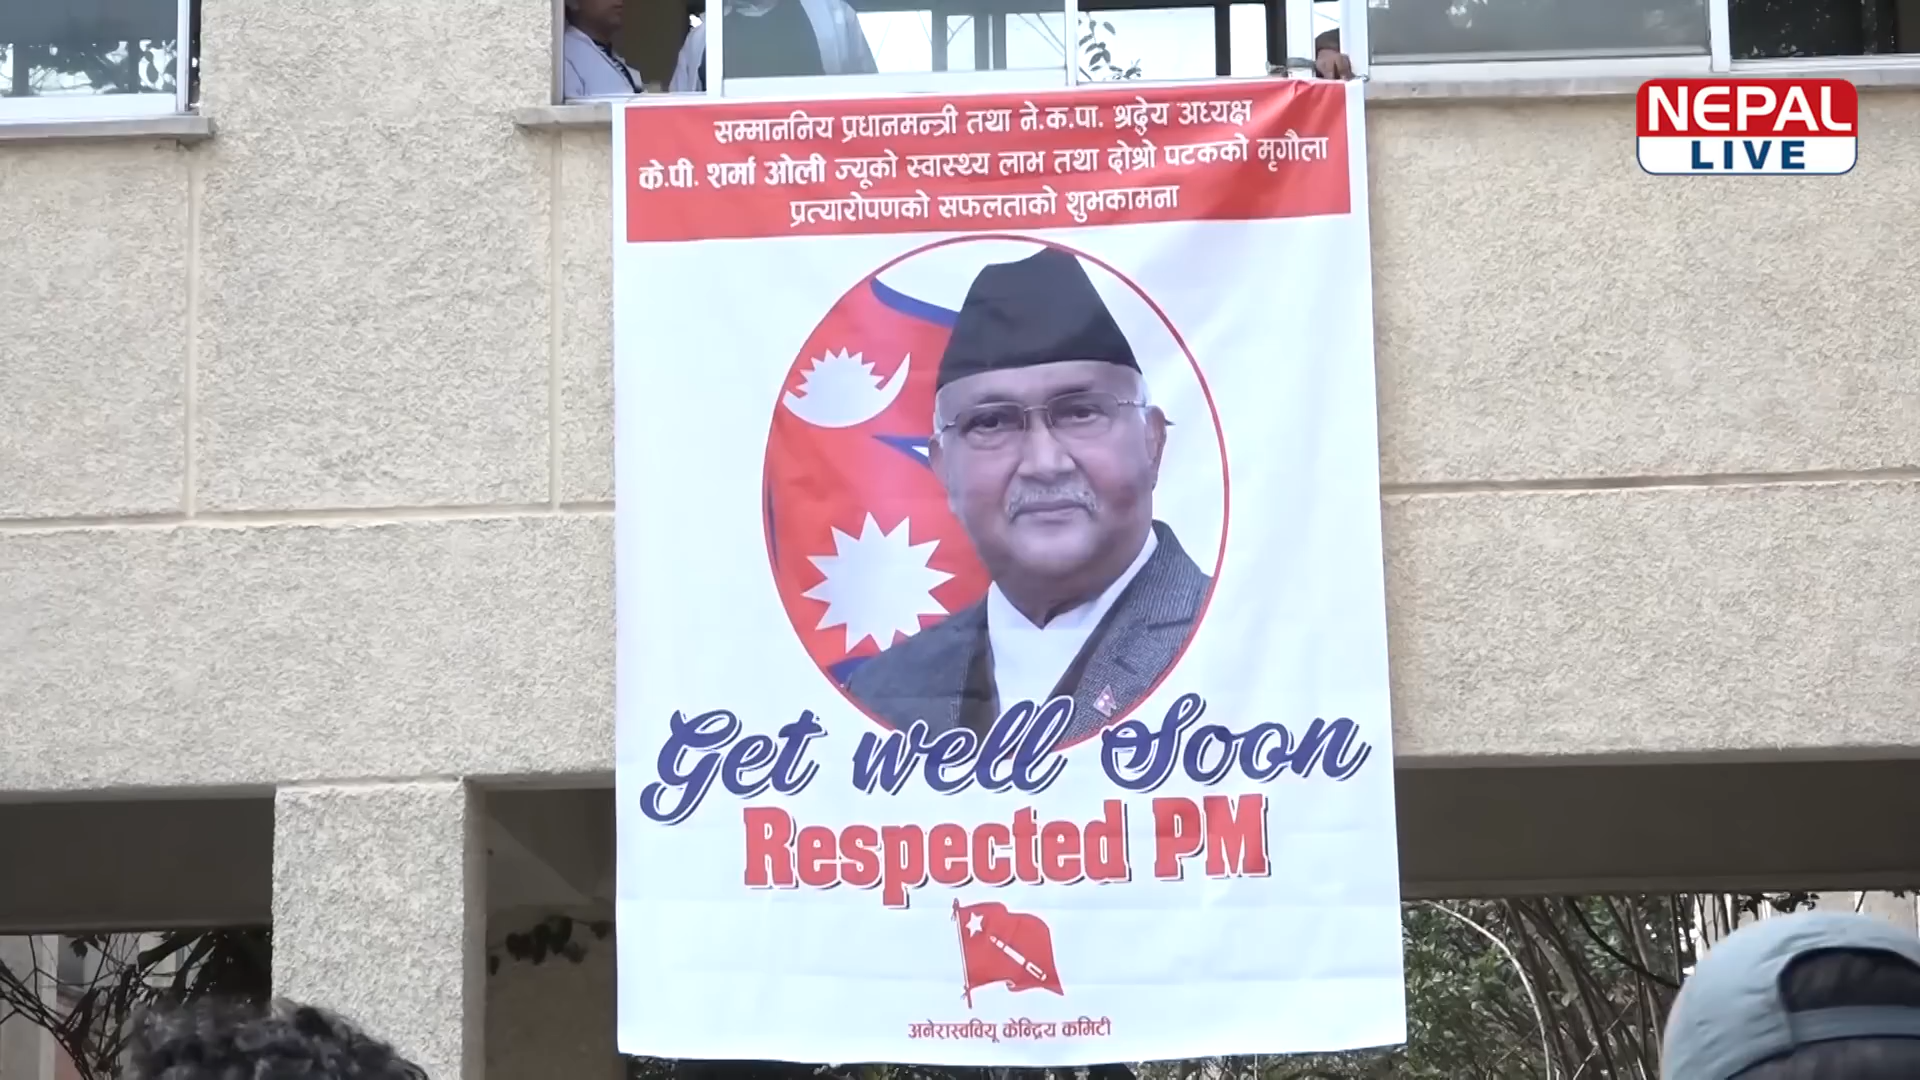 सम्माननिय प्रधानमन्त्री तथा ने.क.पा. श्रद्धेय अध्यक्ष
के.पी. शर्मा ओली ज्यूको स्वास्थ्य लाभ तथा दोश्रो पटकको मृगौला
प्रत्यारोपणको सफलताको शुभकामना
NEPAL
LIVE
Get well Soon
Respected PM
अनेरास्ववियू केन्द्रिय कमिटी